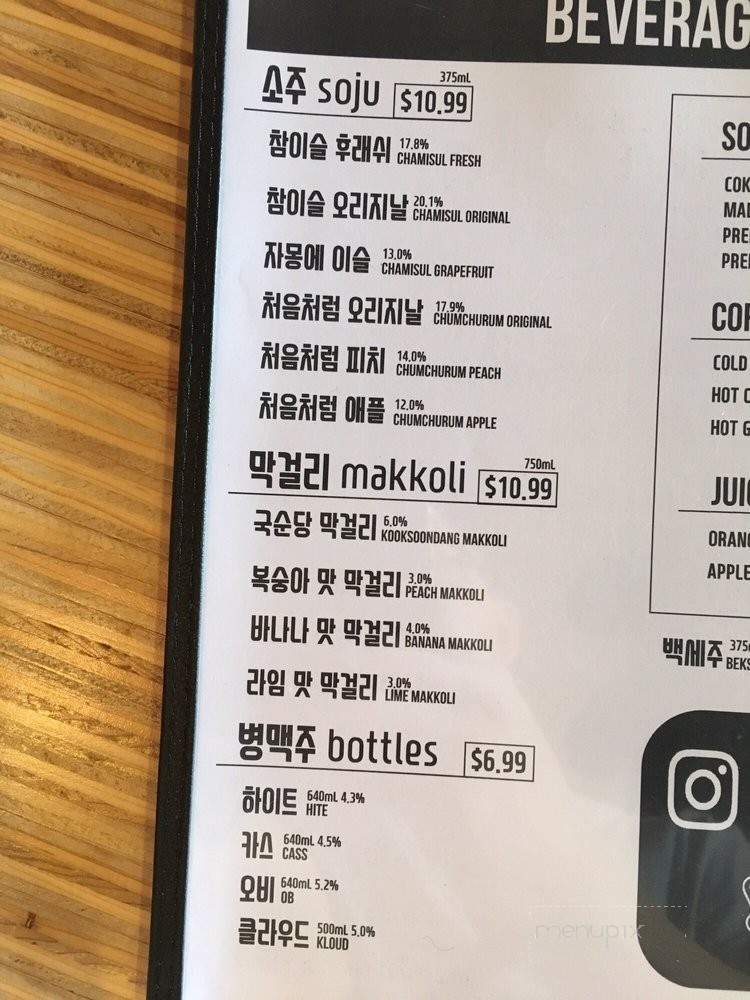 BEVERAG
소주 soju 375mL $10.99
참이슬 후래쉬 17.8% CHAMISUL FRESH
참이슬 오리지날 20.1% CHAMISUL ORIGINAL
자몽에 이슬 13.0% CHAMISUL GRAPEFRUIT
처음처럼 오리지날 17.9% CHUMCHURUM ORIGINAL
처음처럼 피치 14.0% CHUMCHURUM PEACH
처음처럼 애플 12.0% CHUMCHURUM APPLE
막걸리 makkoli 750mL $10.99
국순당 막걸리 6.0% KOOKSOONDANG MAKKOLI
복숭아 맛 막걸리 3.0% PEACH MAKKOLI
바나나 맛 막걸리 4.0% BANANA MAKKOLI
라임 맛 막걸리 3.0% LIME MAKKOLI
병맥주 bottles $6.99
하이트 640mL 4.3% HITE
카스 640mL 4.5% CASS
오비 640mL 5.2% OB
클라우드 500mL 5.0% KLOUD
SO
COK
MA
PRE
PRE
COF
COLD
HOT C
HOT G
JUI
ORAN
APPLE
백세주 375 BEKS
menupix